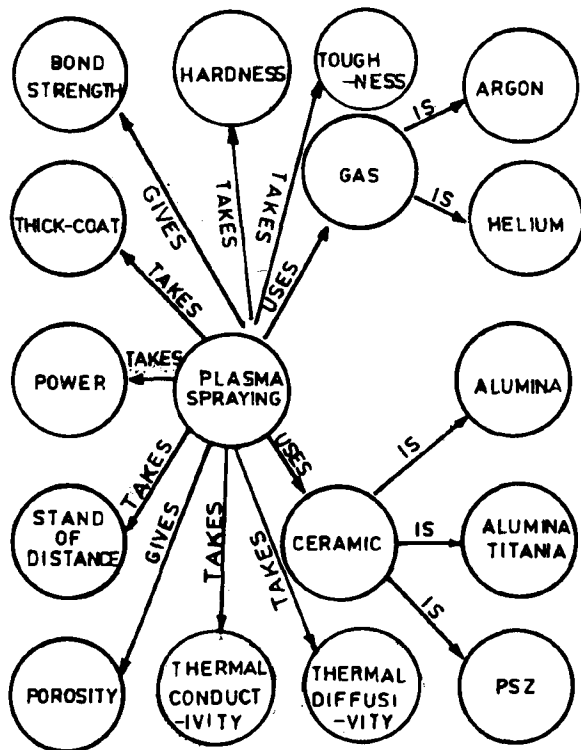 BOND
STRENGTH
HARDNESS
TOUGH
-NESS
ARGON
IS
GAS
IS
HELIUM
THICK-COAT
GIVES
TAKES
TAKES
USES
TAKES
POWER
TAKES
PLASMA
SPRAYING
ALUMINA
USES
IS
TAKES
GIVES
TAKES
TAKES
STAND
OF
DISTANCE
CERAMIC
IS
ALUMINA
TITANIA
IS
POROSITY
THERMAL
CONDUCT
-IVITY
THERMAL
DIFFUSI
-VITY
PSZ